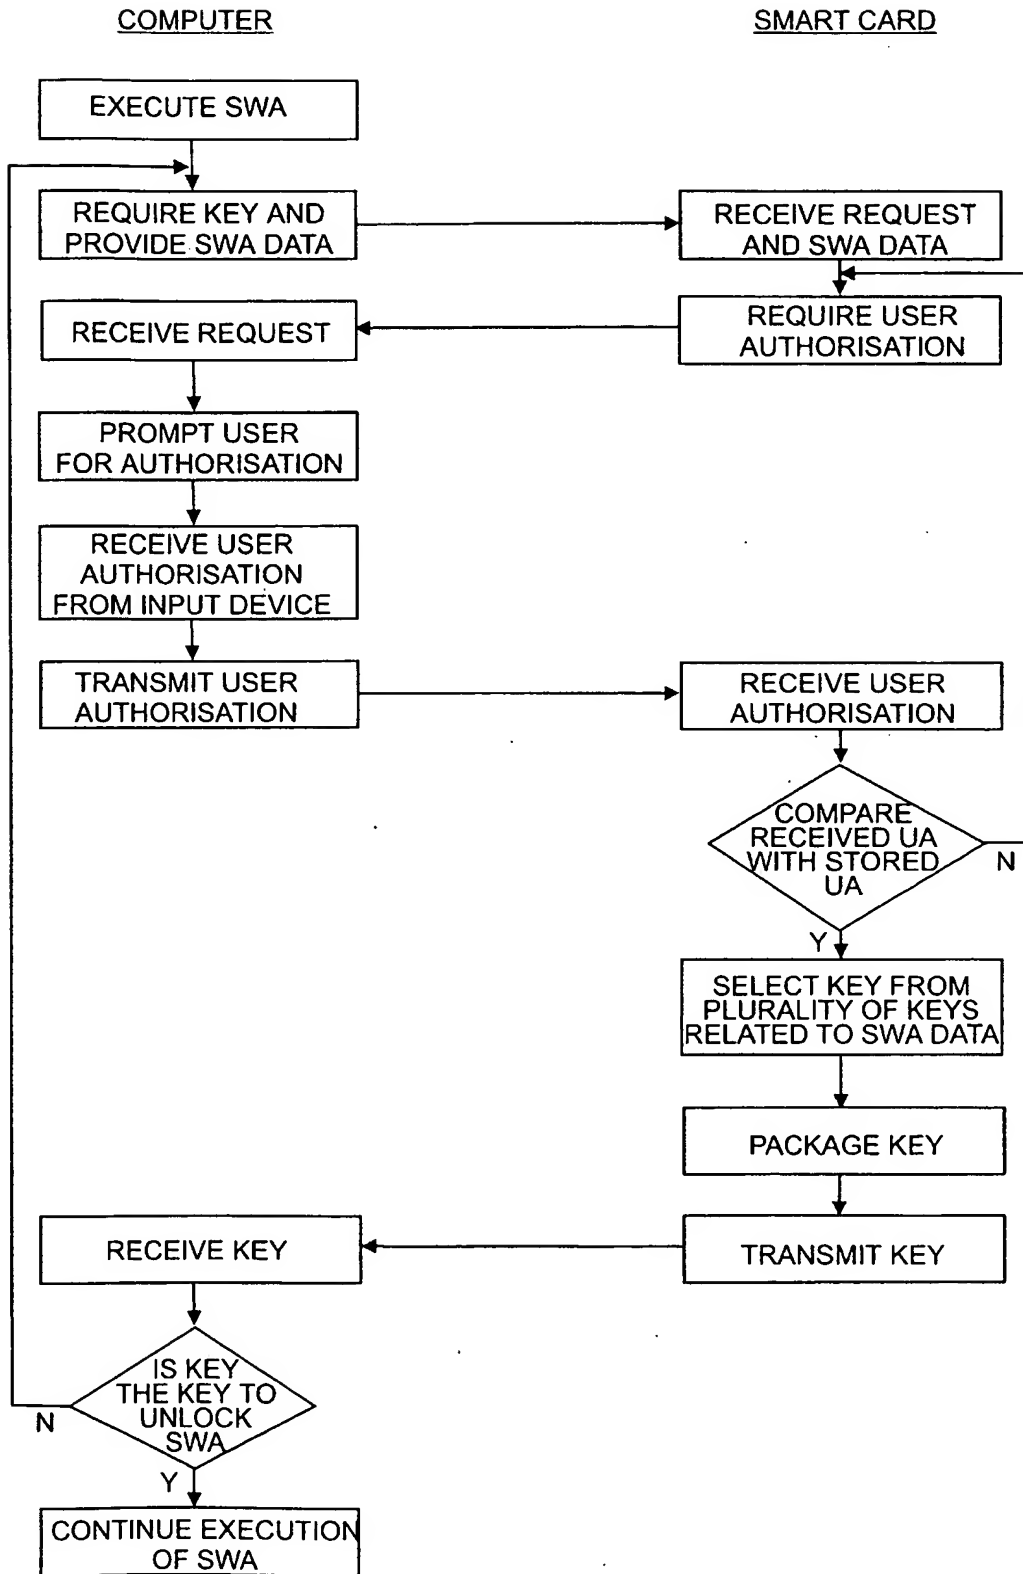 COMPUTER
SMART CARD
EXECUTE SWA
REQUIRE KEY AND
PROVIDE SWA DATA
RECEIVE REQUEST
AND SWA DATA
RECEIVE REQUEST
REQUIRE USER
AUTHORISATION
PROMPT USER
FOR AUTHORISATION
RECEIVE USER
AUTHORISATION
FROM INPUT DEVICE
TRANSMIT USER
AUTHORISATION
RECEIVE USER
AUTHORISATION
COMPARE
RECEIVED UA
WITH STORED
UA
N
Y
SELECT KEY FROM
PLURALITY OF KEYS
RELATED TO SWA DATA
PACKAGE KEY
RECEIVE KEY
TRANSMIT KEY
IS KEY
THE KEY TO
UNLOCK
SWA
N
Y
CONTINUE EXECUTION
OF SWA